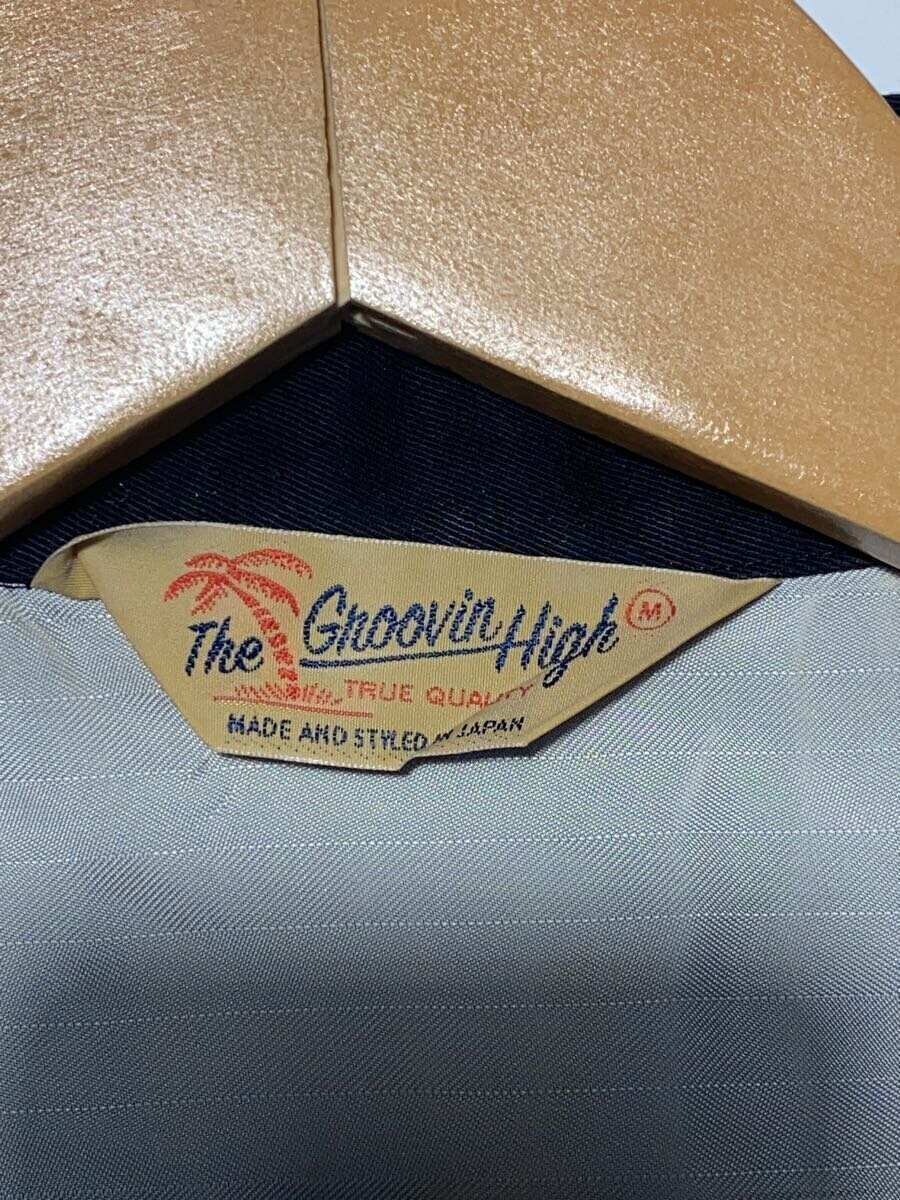 The Groovin High M
TRUE QUALITY
MADE AND STYLED IN JAPAN